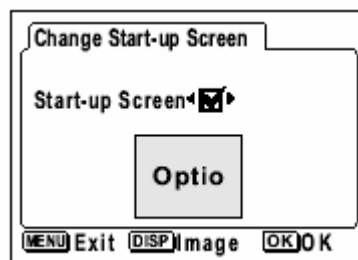 Change Start-up Screen
Start-up Screen
Optio
MENU Exit DISP Image OK OK